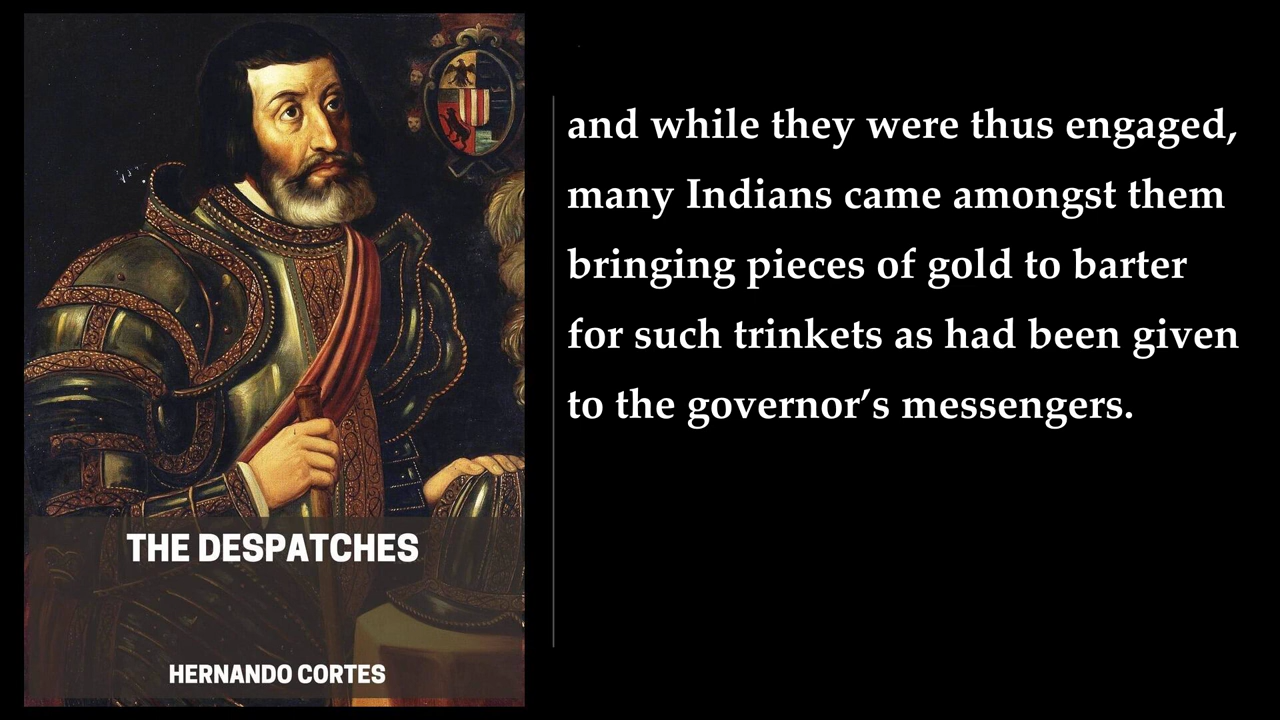 THE DESPATCHES
HERNANDO CORTES
and while they were thus engaged,
many Indians came amongst them
bringing pieces of gold to barter
for such trinkets as had been given
to the governor’s messengers.